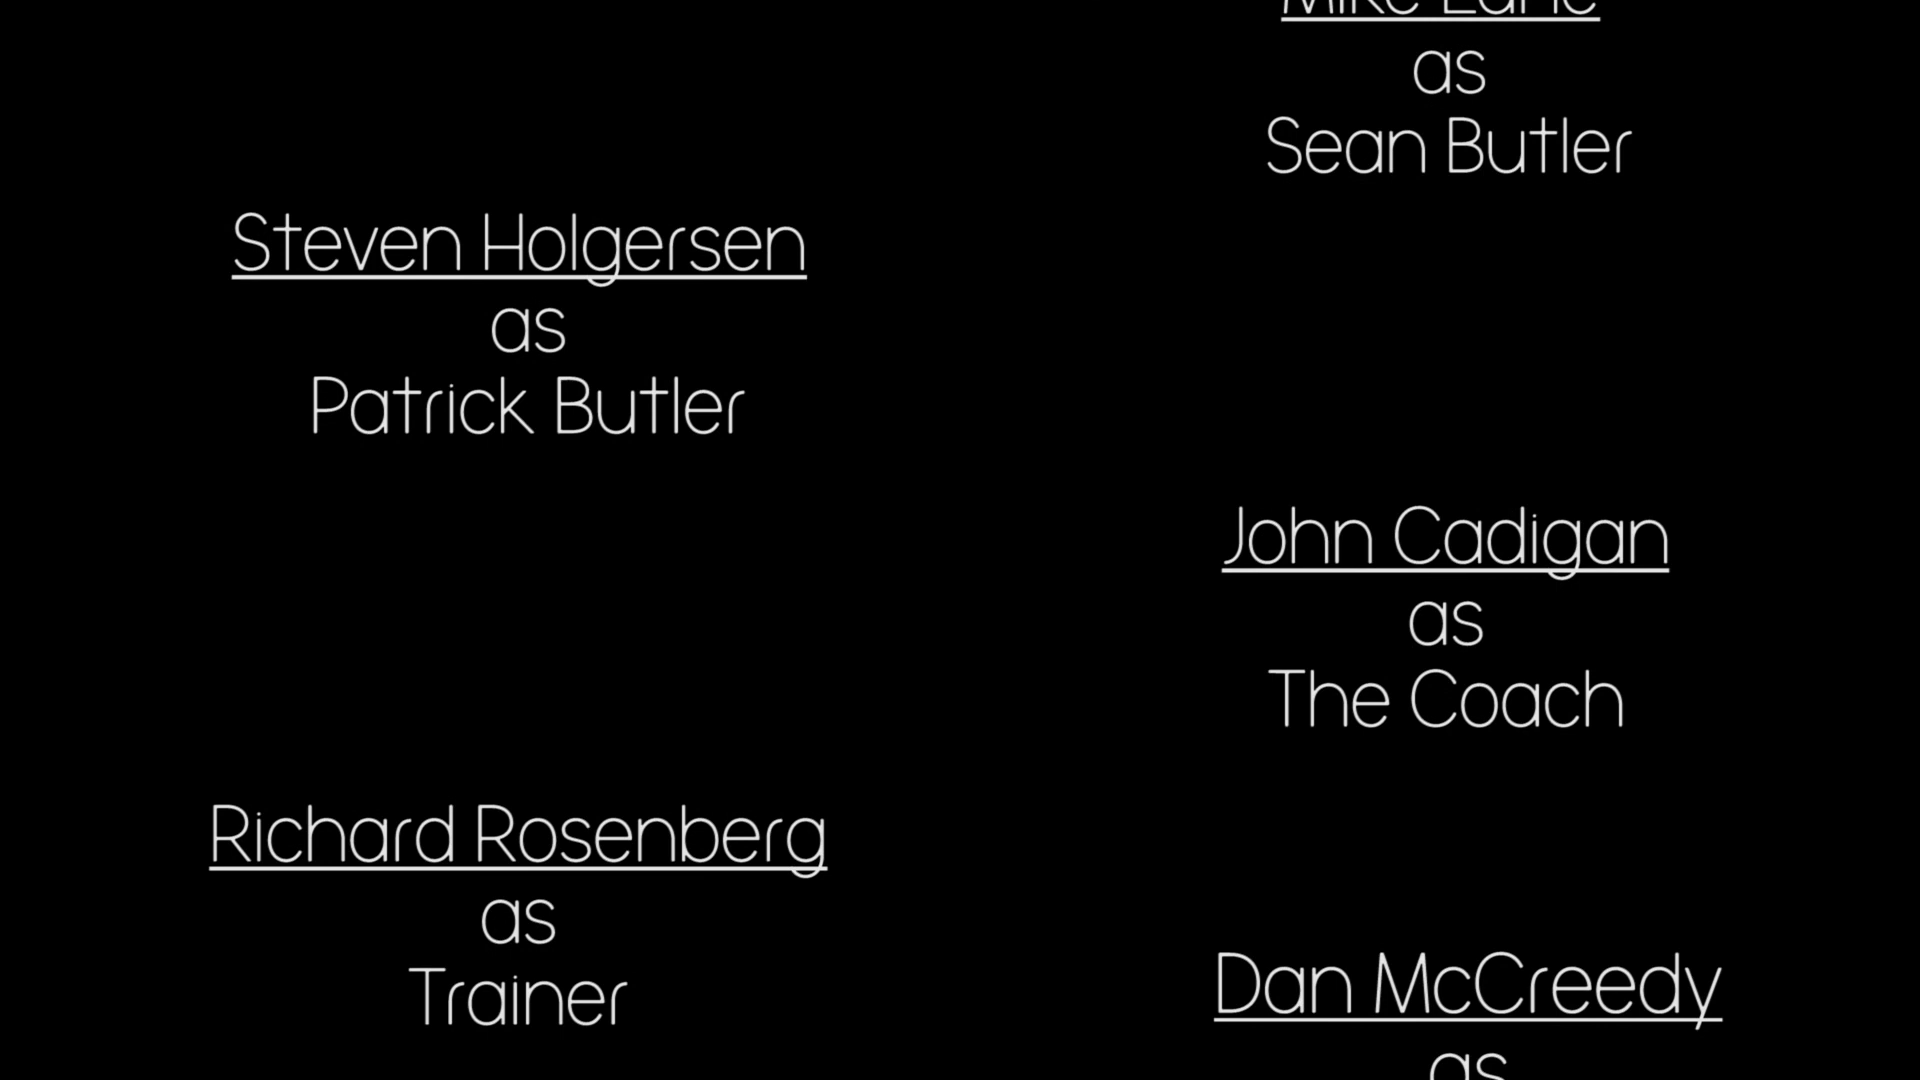 as
Sean Butler
Steven Holgersen
as
Patrick Butler
John Cadigan
as
The Coach
Richard Rosenberg
as
Trainer
Dan McCreedy
as